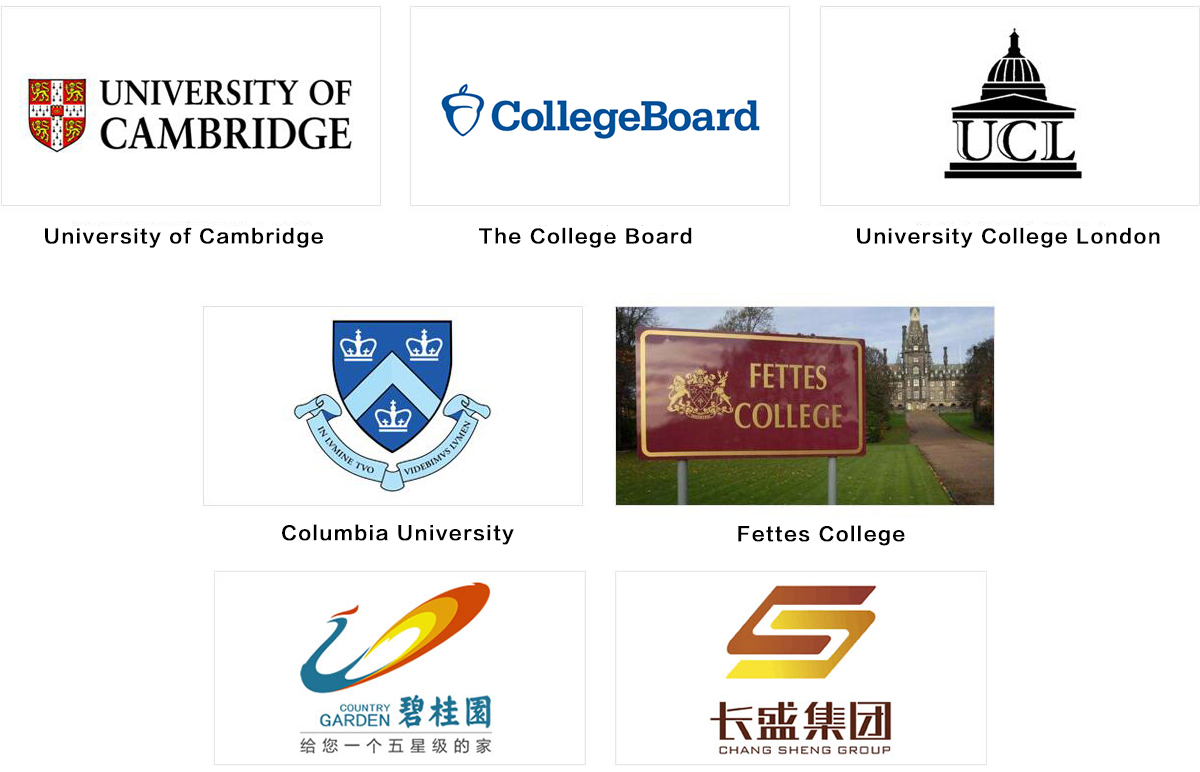 UNIVERSITY OF
CAMBRIDGE
CollegeBoard
UCL
University of Cambridge
The College Board
University College London
IN LVMINE TVO
VIDEBIMVS LVMEN
FETTES
COLLEGE
Columbia University
Fettes College
COUNTRY
GARDEN 碧桂園
给您一个五星级的家
长盛集团
CHANG SHENG GROUP